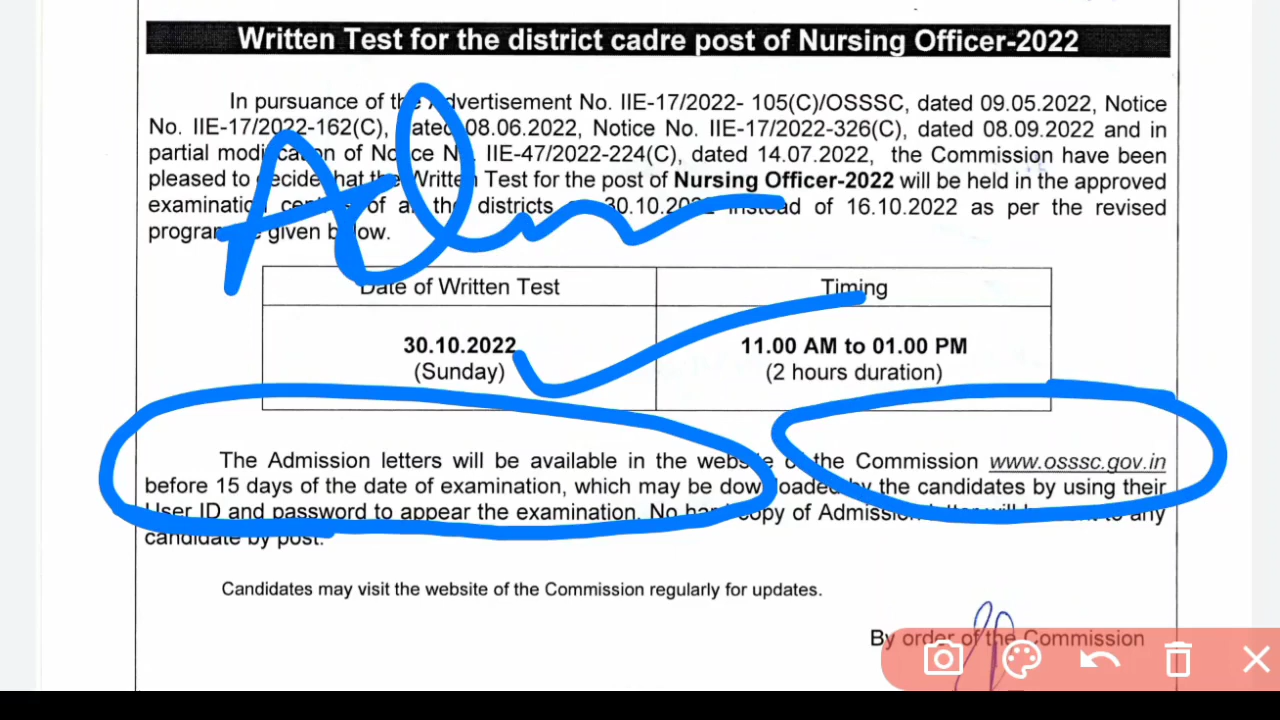 Written Test for the district cadre post of Nursing Officer-2022
In pursuance of the Advertisement No. IIE-17/2022- 105(C)/OSSSC, dated 09.05.2022, Notice
No. IIE-17/2022-162(C), dated 08.06.2022, Notice No. IIE-17/2022-326(C), dated 08.09.2022 and in
partial modification of Notice No. IIE-47/2022-224(C), dated 14.07.2022, the Commission have been
pleased to decide that the Written Test for the post of Nursing Officer-2022 will be held in the approved
examination centres of all the districts on 30.10.2022 instead of 16.10.2022 as per the revised
programme given below.
Date of Written Test Timing
30.10.2022 11.00 AM to 01.00 PM
(Sunday) (2 hours duration)
The Admission letters will be available in the website of the Commission www.osssc.gov.in
before 15 days of the date of examination, which may be downloaded by the candidates by using their
User ID and password to appear the examination. No hard copy of Admission letter will be sent to any
candidate by post.
Candidates may visit the website of the Commission regularly for updates.
By order of the Commission